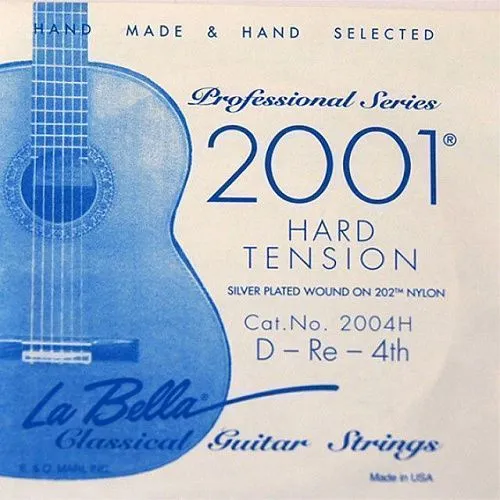 HAND MADE & HAND SELECTED
Professional Series
2001®
HARD
TENSION
SILVER PLATED WOUND ON 202™ NYLON
Cat.No. 2004H
D – Re – 4th
La Bella®
Classical Guitar Strings
E. & O. MARI, INC.
Made in USA